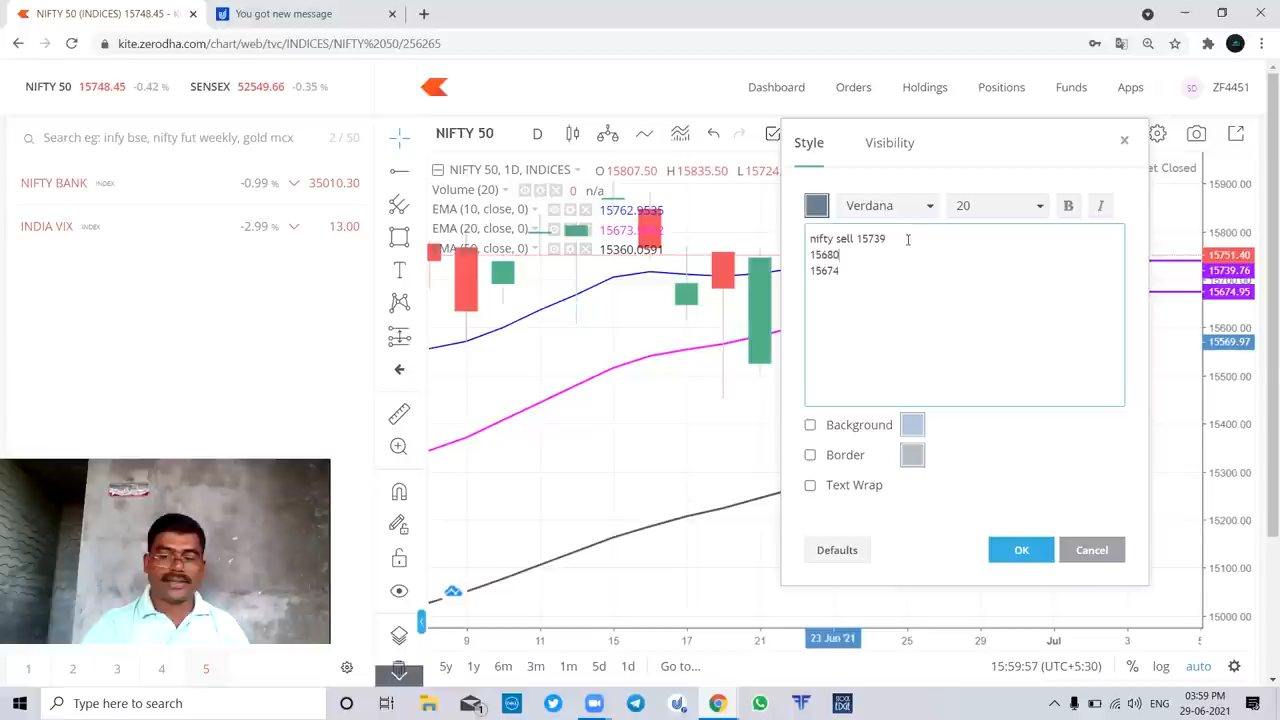 NIFTY 50 (INDICES) 15748.45 - K
You got new message
kite.zerodha.com/chart/web/tvc/INDICES/NIFTY%2050/256265
NIFTY 50 15748.45 -0.42 % SENSEX 52549.66 -0.35 %
Dashboard Orders Holdings Positions Funds Apps SD ZF4451
Search eg: infy bse, nifty fut weekly, gold mcx 2 / 50
NIFTY BANK INDEX -0.99 % 35010.30
INDIA VIX INDEX -2.99 % 13.00
NIFTY 50 D
NIFTY 50, 1D, INDICES O 15807.50 H 15835.50 L 15724.
Volume (20) 0 n/a
EMA (10, close, 0) 15762.9535
EMA (20, close, 0)
EMA (50, close, 0) 15360.0591
Style Visibility
Verdana 20 B I
nifty sell 15739
15680
15674
Background
Border
Text Wrap
Defaults OK Cancel
et Closed
15900.00
15800.00
15751.40
15739.76
15674.95
15600.00
15569.97
15500.00
15400.00
15300.00
15200.00
15100.00
15000.00
9 11 15 17 21 23 Jun '21 25 29 Jul 3
5y 1y 6m 3m 1m 5d 1d Go to... 15:59:57 (UTC+5:30) % log auto
1 2 3 4 5
Type here to search
ENG
03:59 PM
29-06-2021